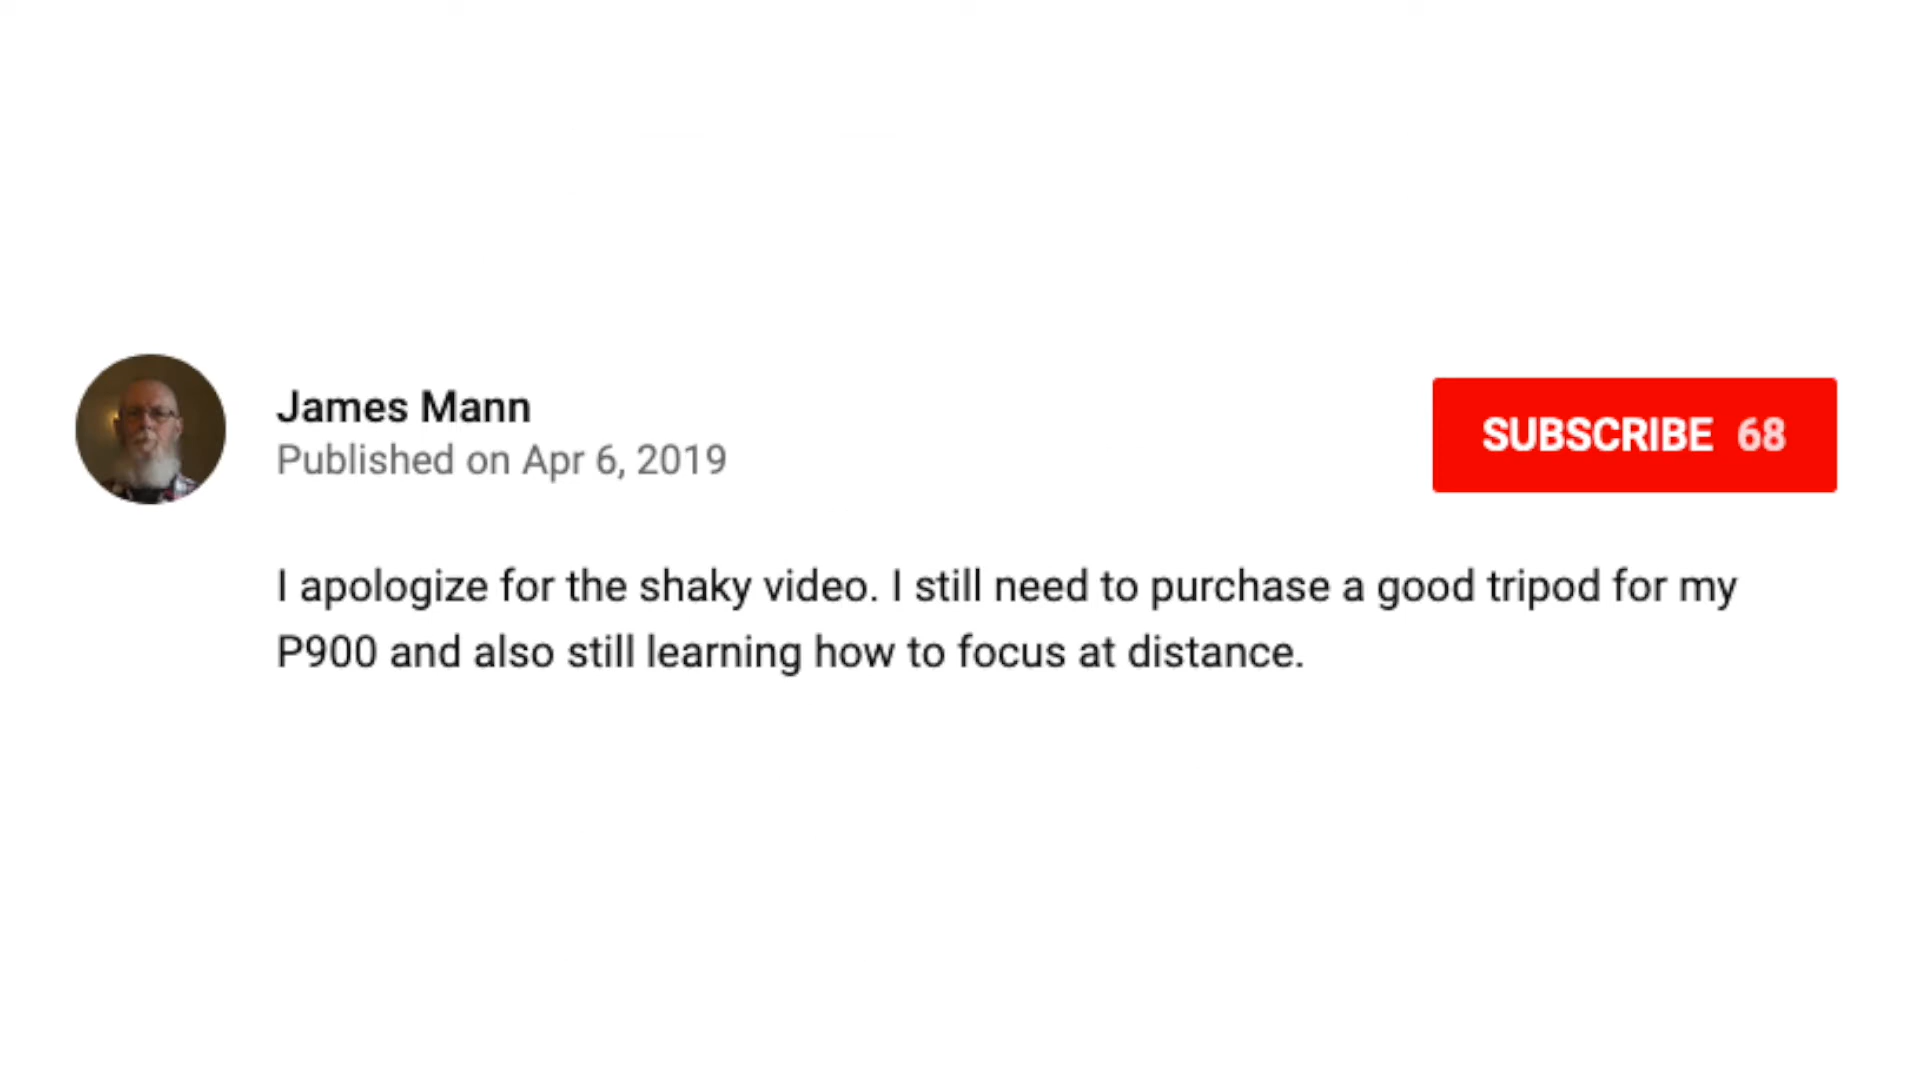 James Mann
Published on Apr 6, 2019
SUBSCRIBE 68
I apologize for the shaky video. I still need to purchase a good tripod for my
P900 and also still learning how to focus at distance.